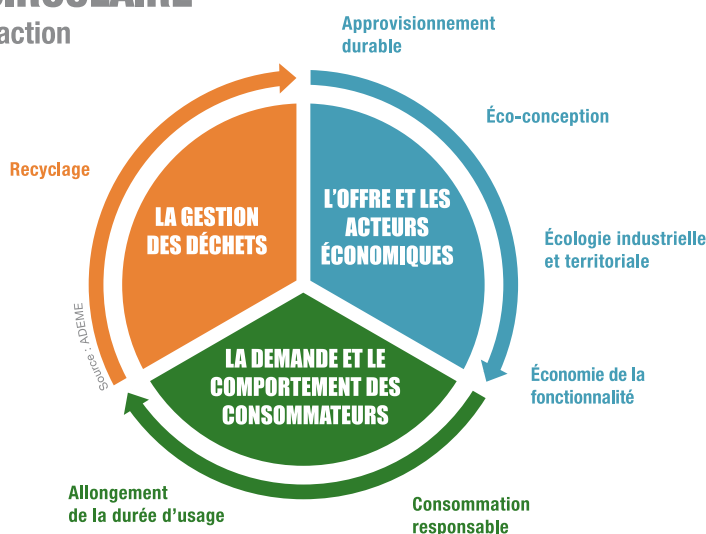 CIRCULAIRE
action
Approvisionnement
durable
Éco-conception
Recyclage
LA GESTION
DES DÉCHETS
L'OFFRE ET LES
ACTEURS
ÉCONOMIQUES
Écologie industrielle
et territoriale
Source : ADEME
LA DEMANDE ET LE
COMPORTEMENT DES
CONSOMMATEURS
Économie de la
fonctionnalité
Allongement
de la durée d'usage
Consommation
responsable